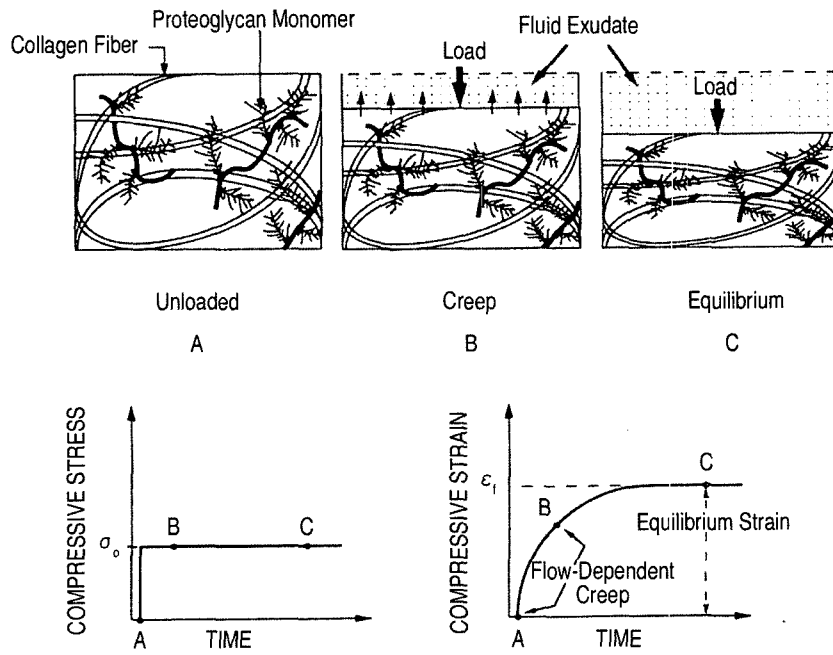 Proteoglycan Monomer
Collagen Fiber
Fluid Exudate
Load
Load
Unloaded
Creep
Equilibrium
A
B
C
COMPRESSIVE STRESS
σo
B
C
A
TIME
COMPRESSIVE STRAIN
εf
B
C
Equilibrium Strain
Flow-Dependent
Creep
A
TIME